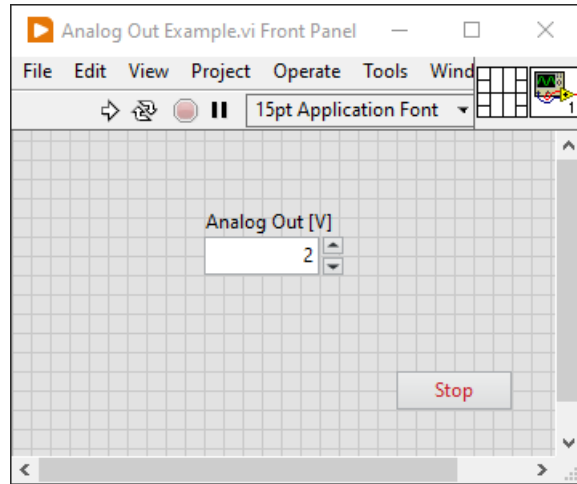 Analog Out Example.vi Front Panel
File Edit View Project Operate Tools Wind
15pt Application Font
1
Analog Out [V]
2
Stop